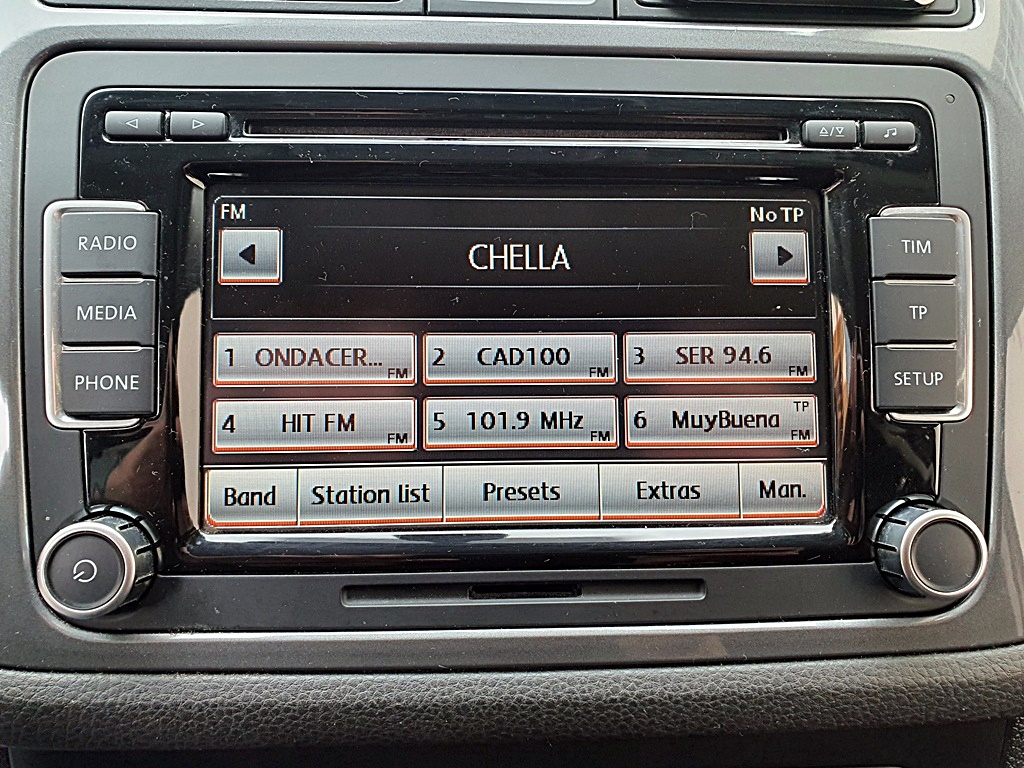 FM
No TP
CHELLA
RADIO
MEDIA
PHONE
TIM
TP
SETUP
1 ONDACER... FM
2 CAD100 FM
3 SER 94.6 FM
4 HIT FM FM
5 101.9 MHz FM
6 MuyBuena TP FM
Band
Station list
Presets
Extras
Man.